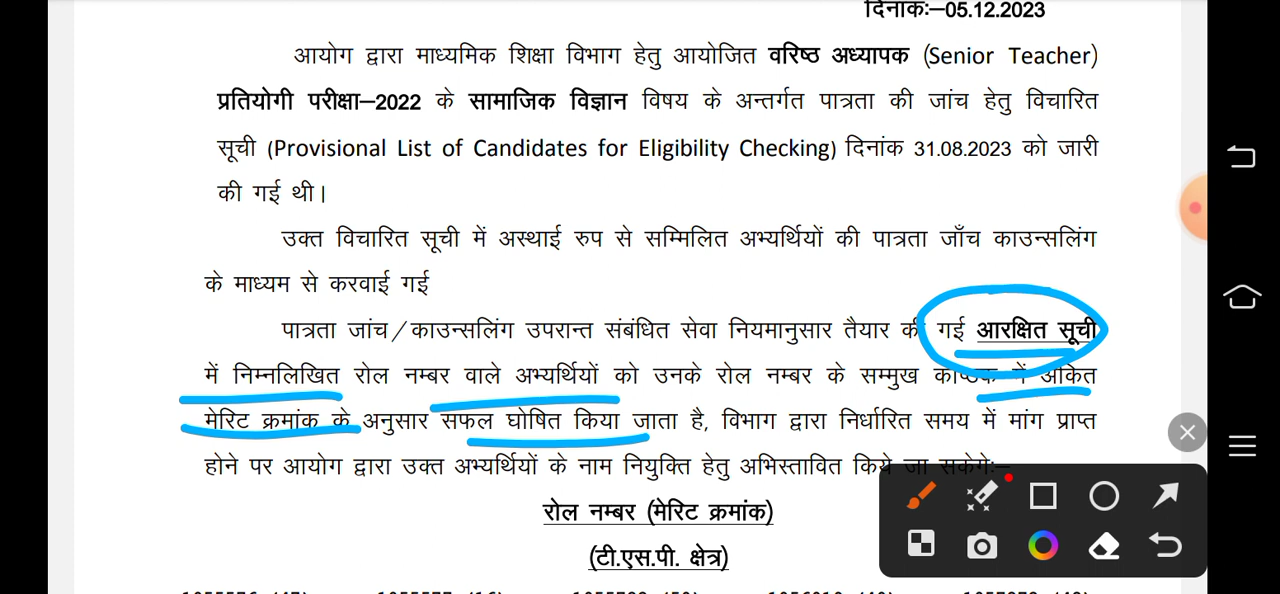 दिनांक:–05.12.2023
आयोग द्वारा माध्यमिक शिक्षा विभाग हेतु आयोजित वरिष्ठ अध्यापक (Senior Teacher)
प्रतियोगी परीक्षा–2022 के सामाजिक विज्ञान विषय के अन्तर्गत पात्रता की जांच हेतु विचारित
सूची (Provisional List of Candidates for Eligibility Checking) दिनांक 31.08.2023 को जारी
की गई थी।
उक्त विचारित सूची में अस्थाई रुप से सम्मिलित अभ्यर्थियों की पात्रता जाँच काउन्सलिंग
के माध्यम से करवाई गई
पात्रता जांच/काउन्सलिंग उपरान्त संबंधित सेवा नियमानुसार तैयार की गई आरक्षित सूची
में निम्नलिखित रोल नम्बर वाले अभ्यर्थियों को उनके रोल नम्बर के सम्मुख कोष्ठक में अंकित
मेरिट क्रमांक के अनुसार सफल घोषित किया जाता है, विभाग द्वारा निर्धारित समय में मांग प्राप्त
होने पर आयोग द्वारा उक्त अभ्यर्थियों के नाम नियुक्ति हेतु अभिस्तावित किये जा सकेगेः–
रोल नम्बर (मेरिट क्रमांक)
(टी.एस.पी. क्षेत्र)